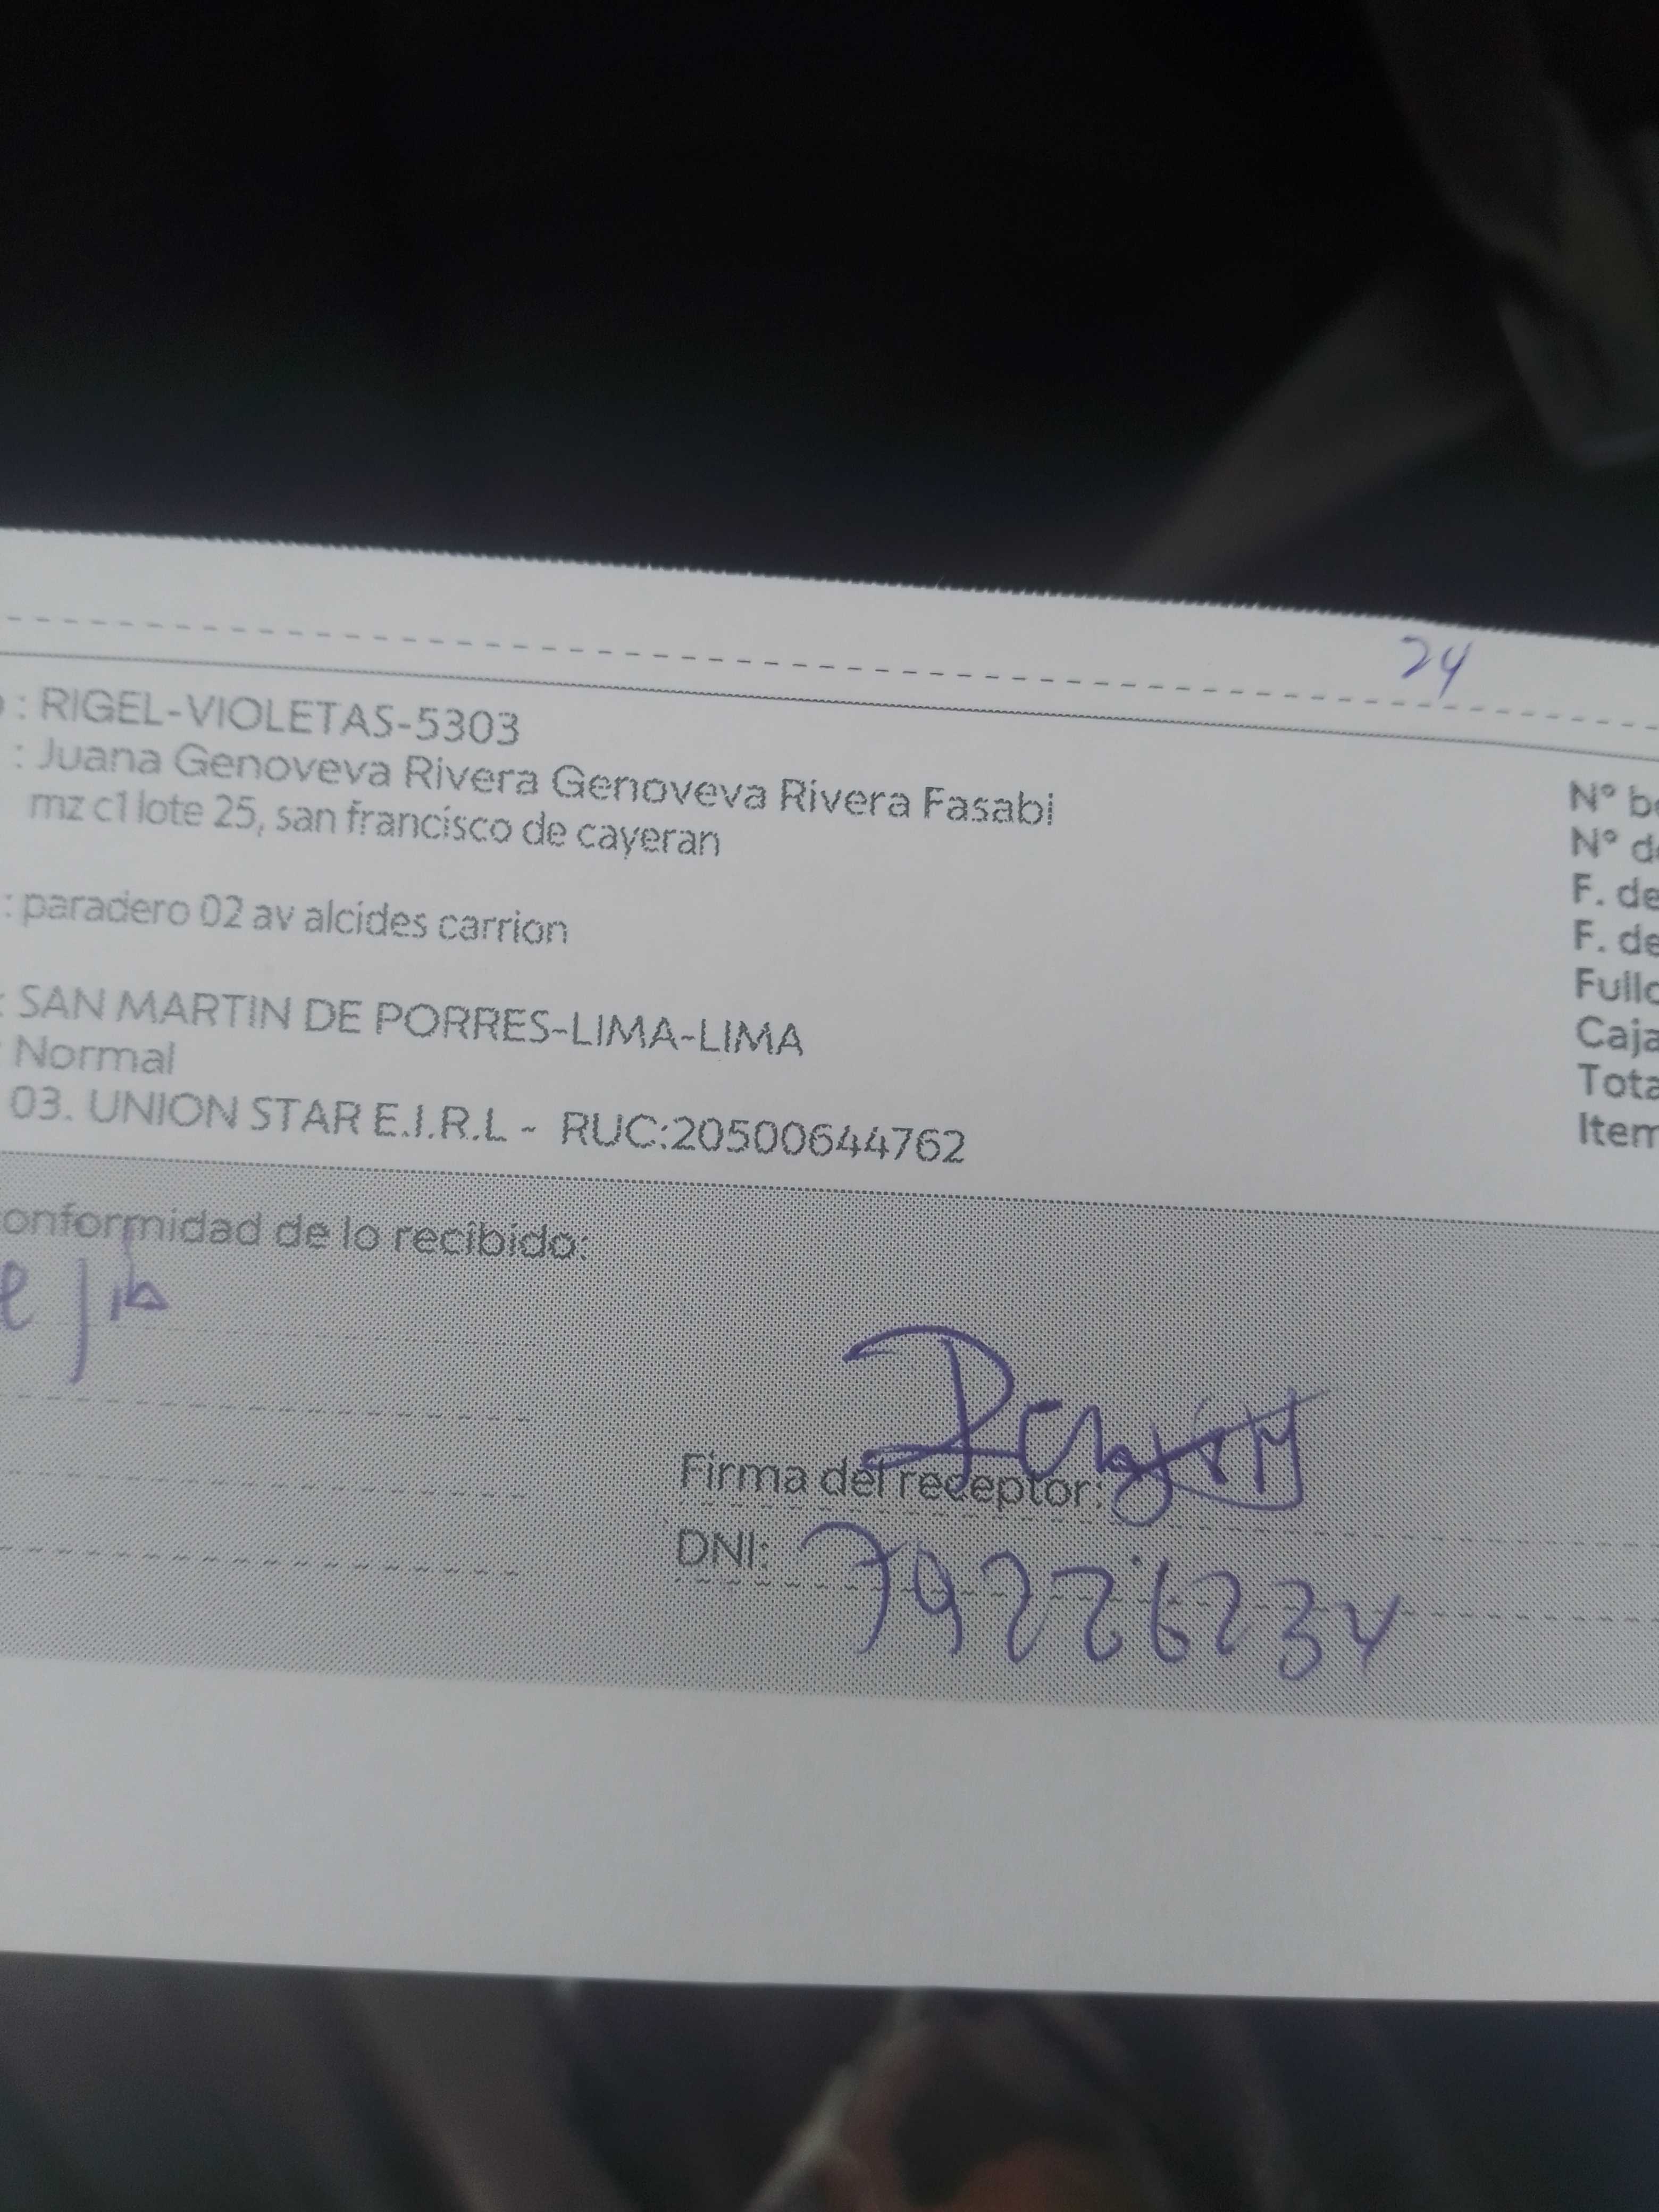 24
: RIGEL-VIOLETAS-5303
: Juana Genoveva Rivera Genoveva Rivera Fasabi
mz c1 lote 25, san francisco de cayeran
: paradero 02 av alcides carrion
: SAN MARTIN DE PORRES-LIMA-LIMA
: Normal
03. UNION STAR E.I.R.L - RUC:20500644762
N° b
N° d
F. de
F. de
Full
Caja
Tota
Item
onformidad de lo recibido:
Firma del receptor:
DNI: 79226234